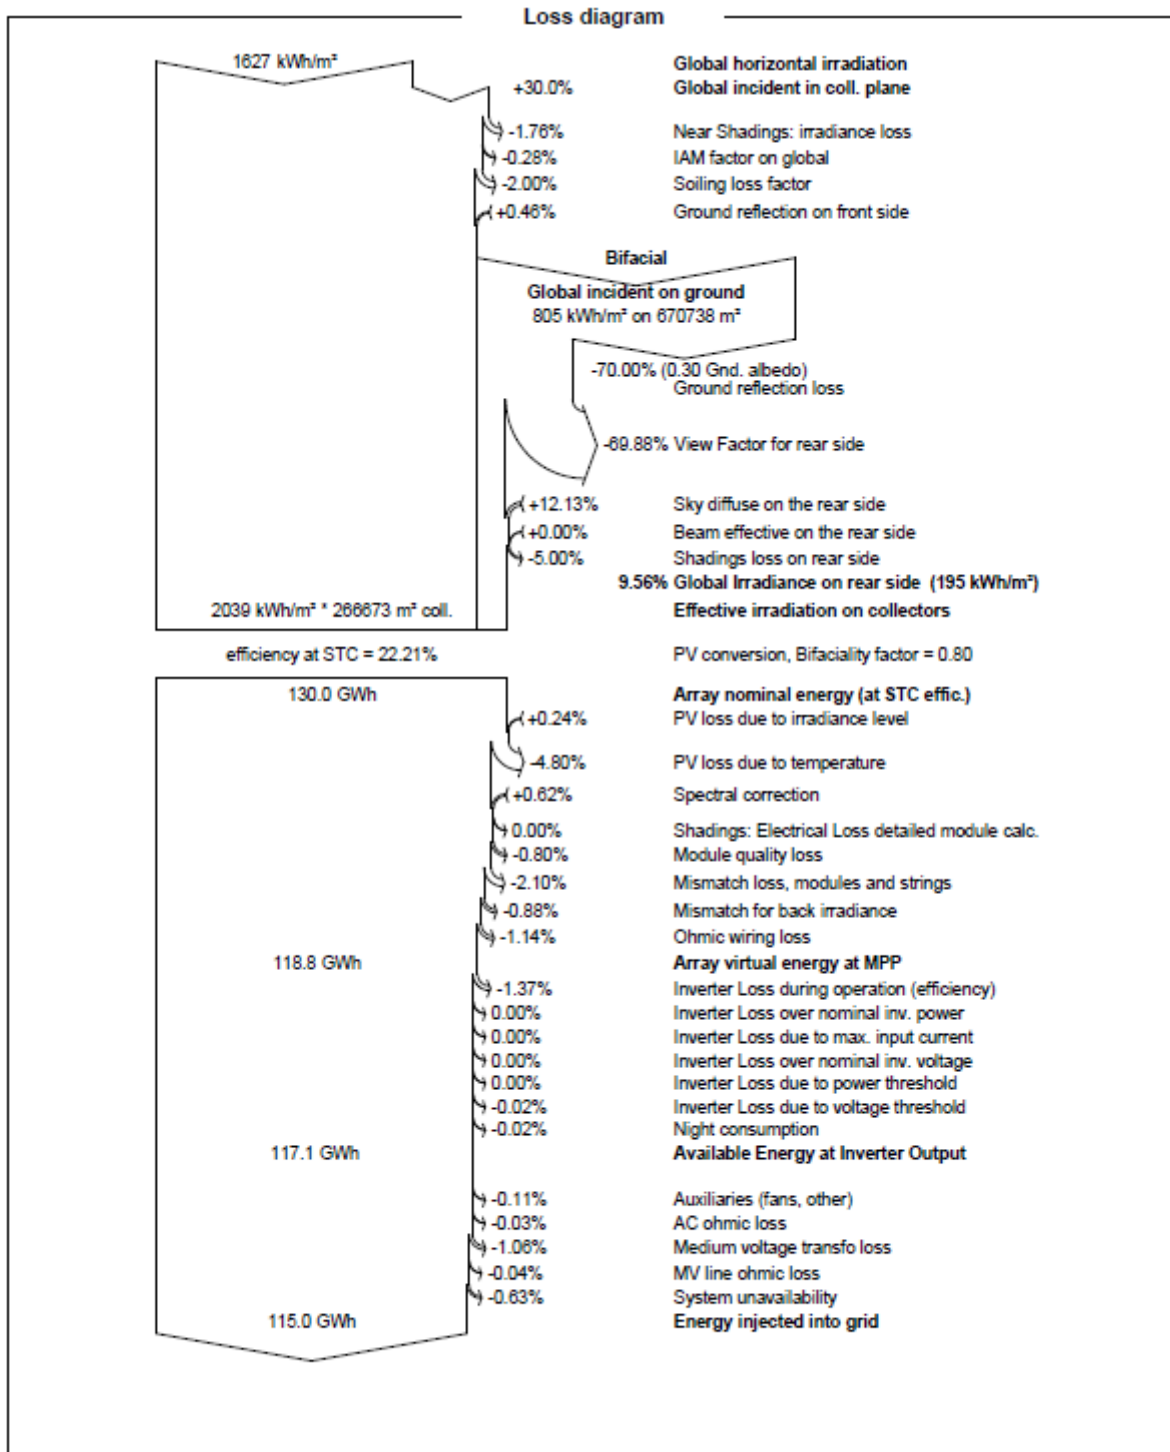 Loss diagram
1627 kWh/m² Global horizontal irradiation
+30.0% Global incident in coll. plane
-1.76% Near Shadings: irradiance loss
-0.28% IAM factor on global
-2.00% Soiling loss factor
+0.46% Ground reflection on front side
Bifacial
Global incident on ground
805 kWh/m² on 670738 m²
-70.00% (0.30 Gnd. albedo)
Ground reflection loss
-69.88% View Factor for rear side
+12.13% Sky diffuse on the rear side
+0.00% Beam effective on the rear side
-5.00% Shadings loss on rear side
9.56% Global Irradiance on rear side (195 kWh/m²)
2039 kWh/m² * 266673 m² coll. Effective irradiation on collectors
efficiency at STC = 22.21% PV conversion, Bifaciality factor = 0.80
130.0 GWh Array nominal energy (at STC effic.)
+0.24% PV loss due to irradiance level
-4.80% PV loss due to temperature
+0.62% Spectral correction
0.00% Shadings: Electrical Loss detailed module calc.
-0.80% Module quality loss
-2.10% Mismatch loss, modules and strings
-0.88% Mismatch for back irradiance
-1.14% Ohmic wiring loss
118.8 GWh Array virtual energy at MPP
-1.37% Inverter Loss during operation (efficiency)
0.00% Inverter Loss over nominal inv. power
0.00% Inverter Loss due to max. input current
0.00% Inverter Loss over nominal inv. voltage
0.00% Inverter Loss due to power threshold
-0.02% Inverter Loss due to voltage threshold
-0.02% Night consumption
117.1 GWh Available Energy at Inverter Output
-0.11% Auxiliaries (fans, other)
-0.03% AC ohmic loss
-1.06% Medium voltage transfo loss
-0.04% MV line ohmic loss
-0.63% System unavailability
115.0 GWh Energy injected into grid